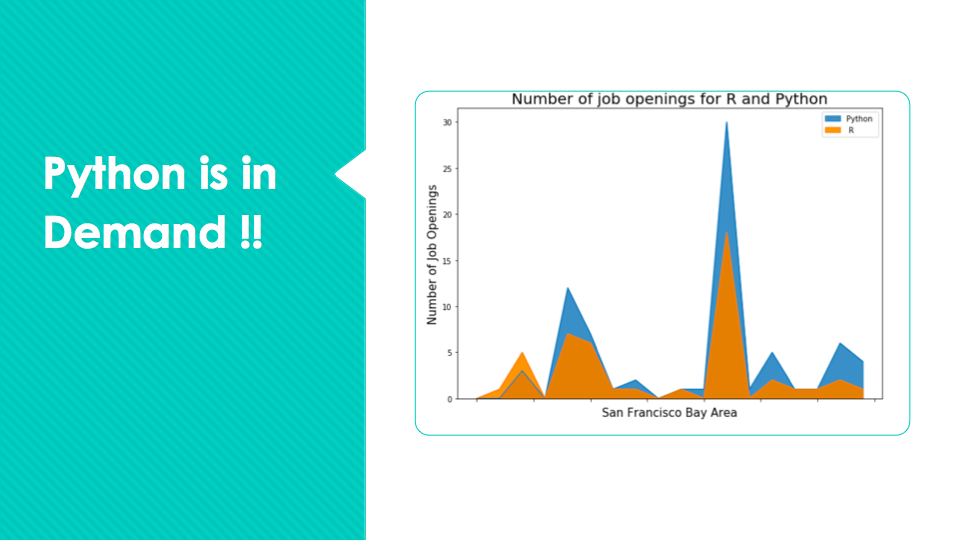 Python is in
Demand !!
Number of job openings for R and Python
Python
R
Number of Job Openings
30
25
20
15
10
5
0
San Francisco Bay Area